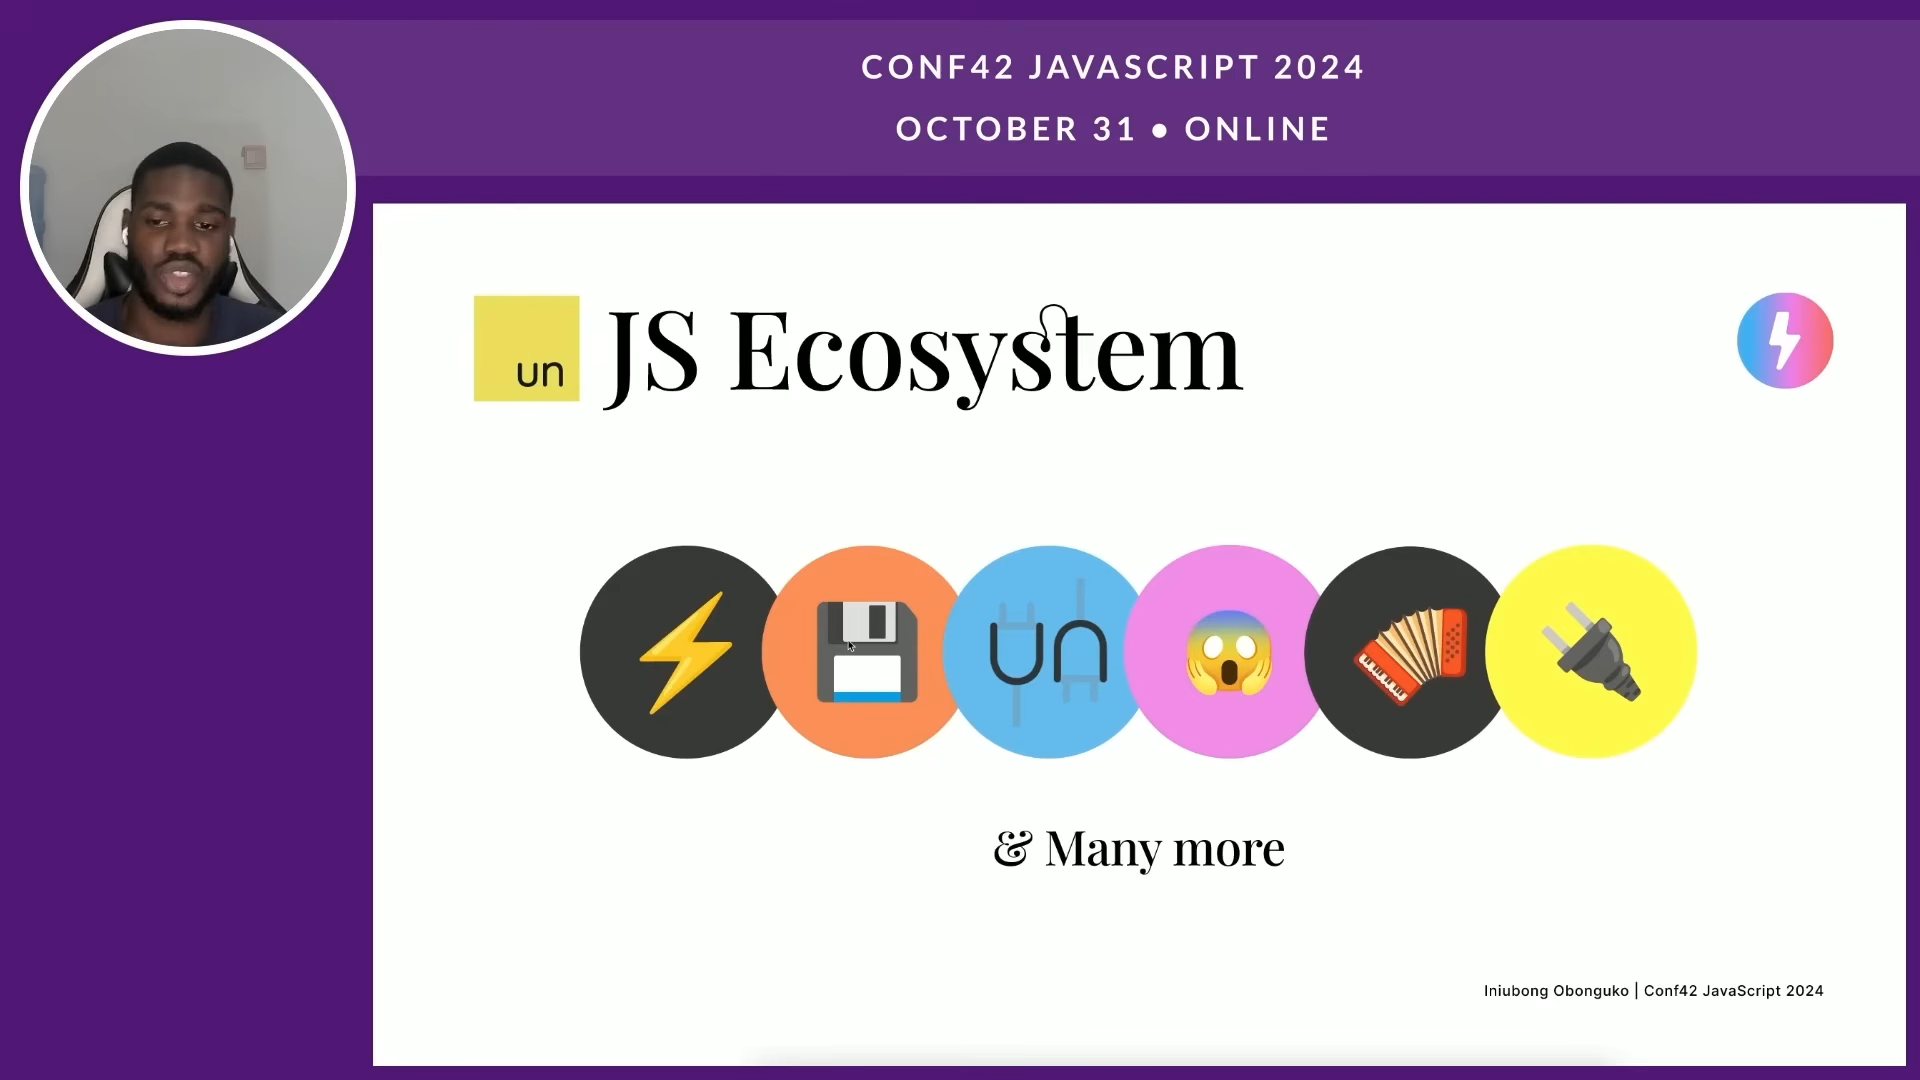 CONF42 JAVASCRIPT 2024
OCTOBER 31 • ONLINE
un
JS Ecosystem
un
& Many more
Iniubong Obonguko | Conf42 JavaScript 2024